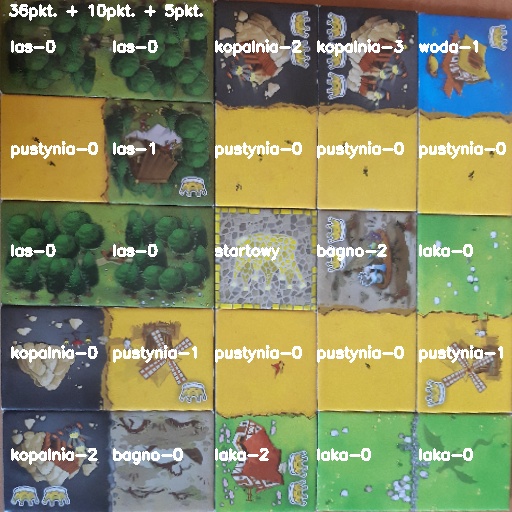 36pkt. + 10pkt. + 5pkt.
las-0 las-0 kopalnia-2 kopalnia-3 woda-1
pustynia-0 las-1 pustynia-0 pustynia-0 pustynia-0
las-0 las-0 startowy bagno-2 laka-0
kopalnia-0 pustynia-1 pustynia-0 pustynia-0 pustynia-1
kopalnia-2 bagno-0 laka-2 laka-0 laka-0